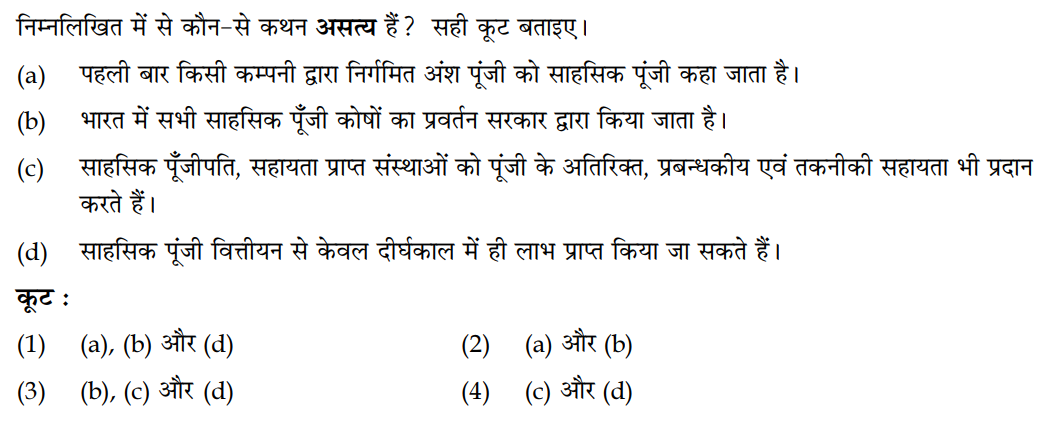 निम्नलिखित में से कौन-से कथन असत्य हैं ? सही कूट बताइए।
(a) पहली बार किसी कम्पनी द्वारा निर्गमित अंश पूंजी को साहसिक पूंजी कहा जाता है।
(b) भारत में सभी साहसिक पूँजी कोषों का प्रवर्तन सरकार द्वारा किया जाता है।
(c) साहसिक पूँजीपति, सहायता प्राप्त संस्थाओं को पूंजी के अतिरिक्त, प्रबन्धकीय एवं तकनीकी सहायता भी प्रदान
करते हैं।
(d) साहसिक पूंजी वित्तीयन से केवल दीर्घकाल में ही लाभ प्राप्त किया जा सकते हैं।
कूट :
(1) (a), (b) और (d) (2) (a) और (b)
(3) (b), (c) और (d) (4) (c) और (d)